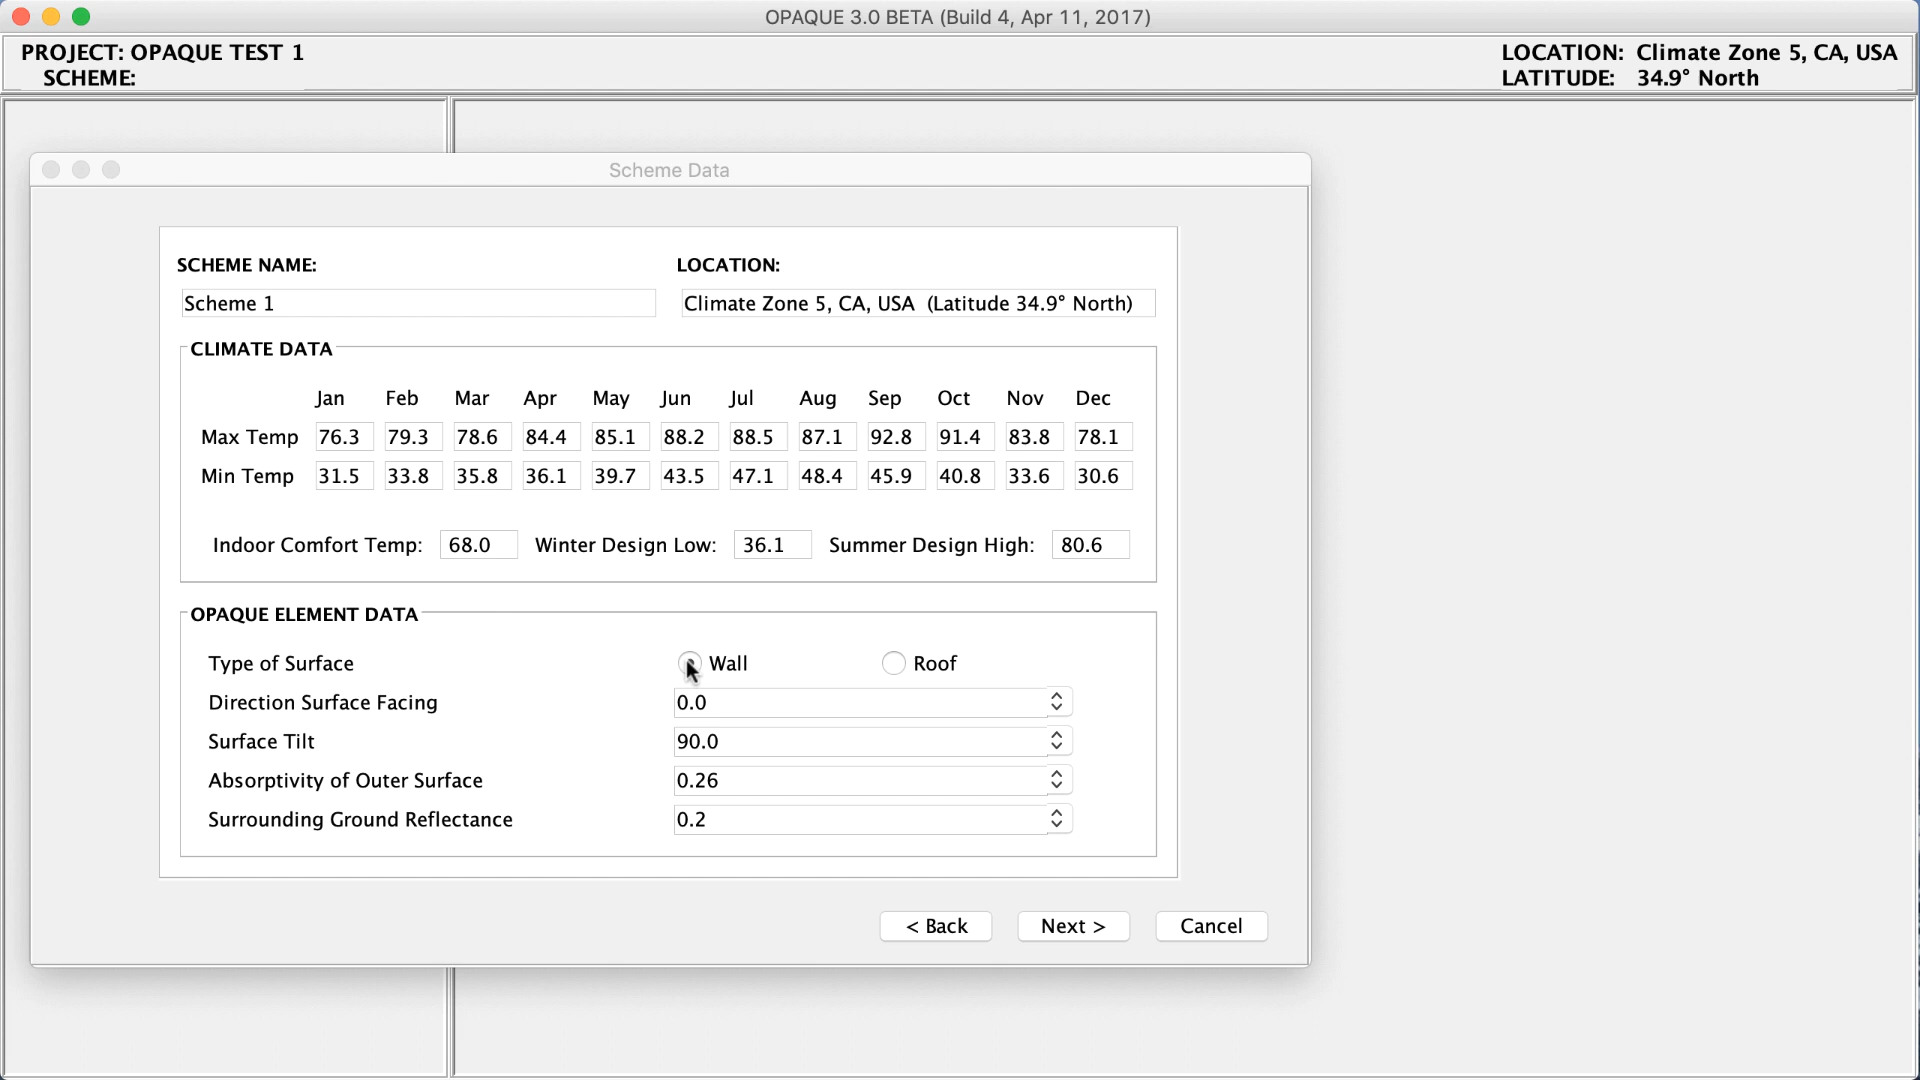 OPAQUE 3.0 BETA (Build 4, Apr 11, 2017)
PROJECT: OPAQUE TEST 1
SCHEME:
LOCATION: Climate Zone 5, CA, USA
LATITUDE: 34.9° North
Scheme Data
SCHEME NAME: LOCATION:
Scheme 1 Climate Zone 5, CA, USA (Latitude 34.9° North)
CLIMATE DATA
Jan Feb Mar Apr May Jun Jul Aug Sep Oct Nov Dec
Max Temp 76.3 79.3 78.6 84.4 85.1 88.2 88.5 87.1 92.8 91.4 83.8 78.1
Min Temp 31.5 33.8 35.8 36.1 39.7 43.5 47.1 48.4 45.9 40.8 33.6 30.6
Indoor Comfort Temp: 68.0 Winter Design Low: 36.1 Summer Design High: 80.6
OPAQUE ELEMENT DATA
Type of Surface Wall Roof
Direction Surface Facing 0.0
Surface Tilt 90.0
Absorptivity of Outer Surface 0.26
Surrounding Ground Reflectance 0.2
< Back Next > Cancel